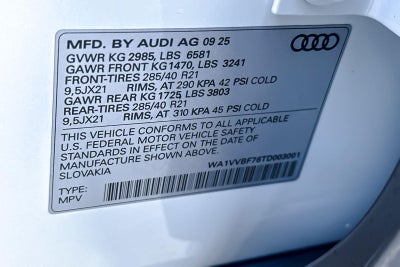 MFD. BY AUDI AG 09 25
GVWR KG 2985, LBS 6581
GAWR FRONT KG 1470, LBS 3241
FRONT-TIRES 285/40 R21
9,5JX21 RIMS, AT 290 KPA 42 PSI COLD
GAWR REAR KG 1725, LBS 3803
REAR-TIRES 285/40 R21
9,5JX21 RIMS, AT 310 KPA 45 PSI COLD
THIS VEHICLE CONFORMS TO ALL APPLICABLE
U.S. FEDERAL MOTOR VEHICLE SAFETY
STANDARDS IN EFFECT ON THE DATE OF
MANUFACTURE SHOWN ABOVE.
SLOVAKIA WA1VVBF76TD003001
TYPE:
MPV